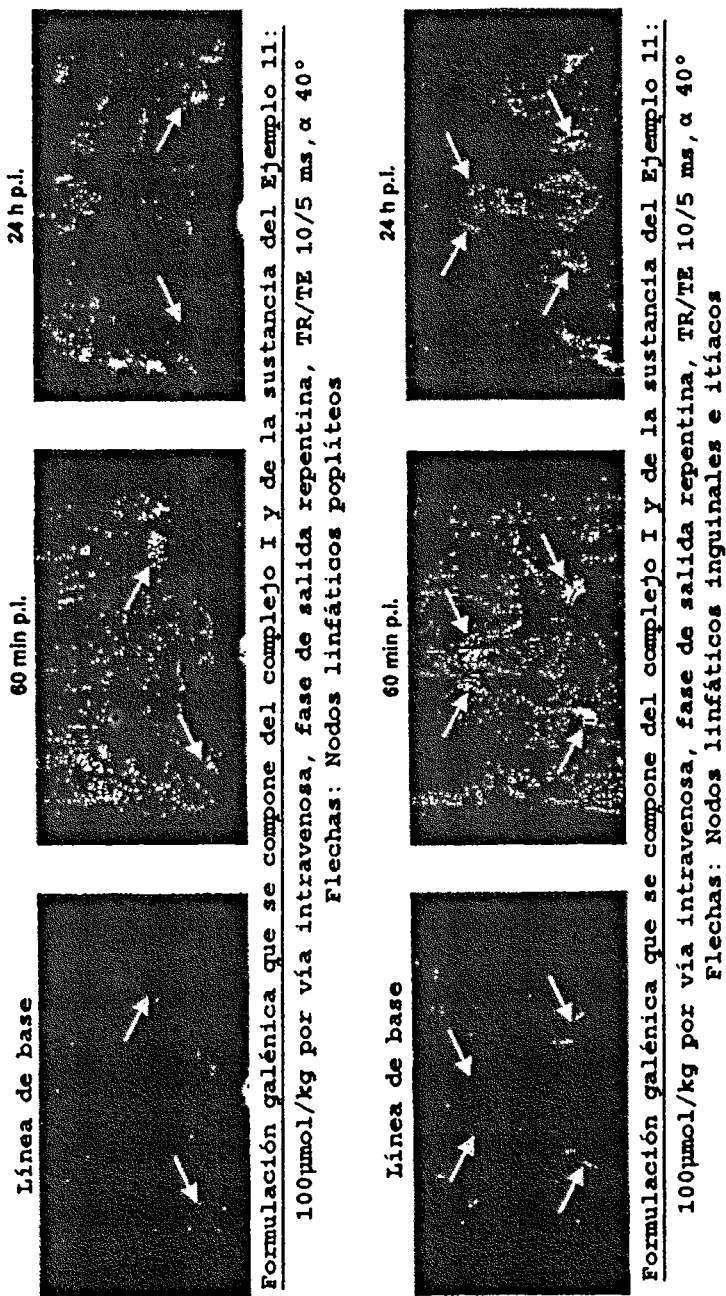 Línea de base
60 min p.I.
24 h p.I.
Formulación galénica que se compone del complejo I y de la sustancia del Ejemplo 11:
100µmol/kg por vía intravenosa, fase de salida repentina, TR/TE 10/5 ms, α 40°
Flechas: Nodos linfáticos poplíteos
Línea de base
60 min p.I.
24 h p.I.
Formulación galénica que se compone del complejo I y de la sustancia del Ejemplo 11:
100µmol/kg por vía intravenosa, fase de salida repentina, TR/TE 10/5 ms, α 40°
Flechas: Nodos linfáticos inguinales e itíacos